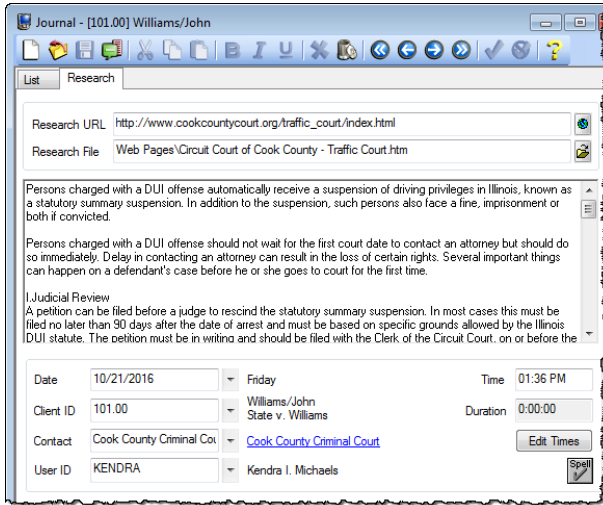 Journal - [101.00] Williams/John
B I U
List Research
Research URL http://www.cookcountycourt.org/traffic_court/index.html
Research File Web Pages\Circuit Court of Cook County - Traffic Court.htm
Persons charged with a DUI offense automatically receive a suspension of driving privileges in Illinois, known as
a statutory summary suspension. In addition to the suspension, such persons also face a fine, imprisonment or
both if convicted.
Persons charged with a DUI offense should not wait for the first court date to contact an attorney but should do
so immediately. Delay in contacting an attorney can result in the loss of certain rights. Several important things
can happen on a defendant's case before he or she goes to court for the first time.
I.Judicial Review
A petition can be filed before a judge to rescind the statutory summary suspension. In most cases this must be
filed no later than 90 days after the date of arrest and must be based on specific grounds allowed by the Illinois
DUI statute. The petition must be in writing and should be filed with the Clerk of the Circuit Court, on or before the
Date 10/21/2016 Friday Time 01:36 PM
Client ID 101.00 Williams/John
State v. Williams Duration 0:00:00
Contact Cook County Criminal Cou Cook County Criminal Court Edit Times
User ID KENDRA Kendra I. Michaels Spell